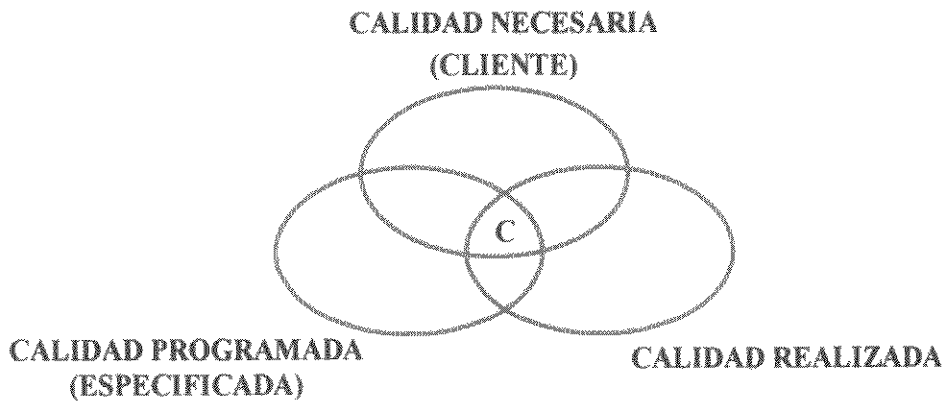 CALIDAD NECESARIA
(CLIENTE)
C
CALIDAD PROGRAMADA
(ESPECIFICADA)
CALIDAD REALIZADA